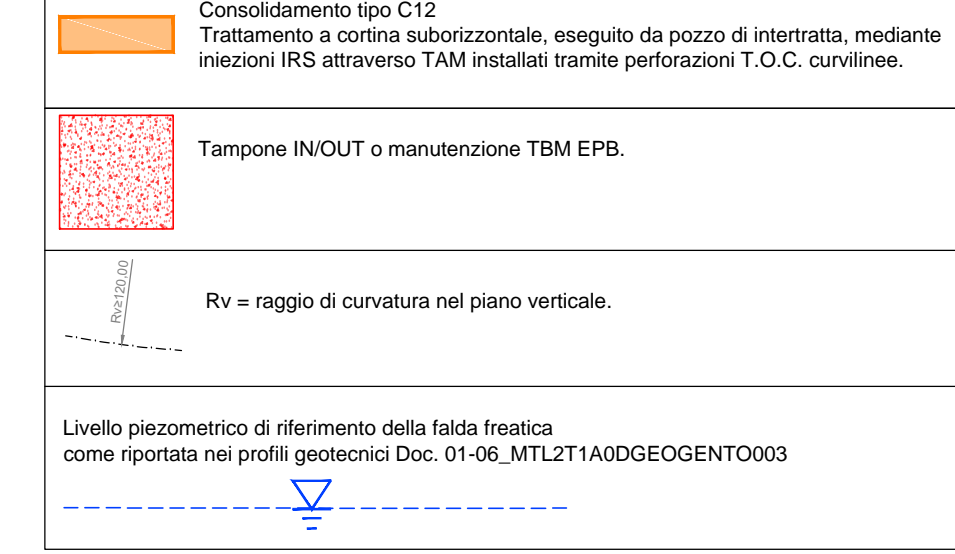 Consolidamento tipo C12
Trattamento a cortina suborizzontale, eseguito da pozzo di intertratta, mediante
iniezioni IRS attraverso TAM installati tramite perforazioni T.O.C. curvilinee.
Tampone IN/OUT o manutenzione TBM EPB.
Rv≥120,00
Rv = raggio di curvatura nel piano verticale.
Livello piezometrico di riferimento della falda freatica
come riportata nei profili geotecnici Doc. 01-06_MTL2T1A0DGEOGENTO003